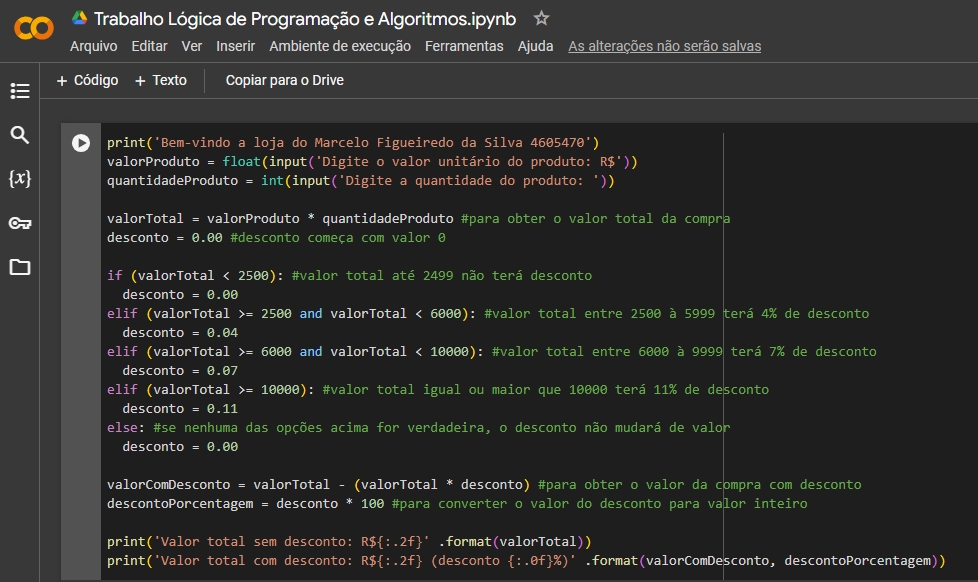 Trabalho Lógica de Programação e Algoritmos.ipynb
Arquivo Editar Ver Inserir Ambiente de execução Ferramentas Ajuda As alterações não serão salvas
+ Código + Texto Copiar para o Drive
{x}
print('Bem-vindo a loja do Marcelo Figueiredo da Silva 4605470')
valorProduto = float(input('Digite o valor unitário do produto: R$'))
quantidadeProduto = int(input('Digite a quantidade do produto: '))
valorTotal = valorProduto * quantidadeProduto #para obter o valor total da compra
desconto = 0.00 #desconto começa com valor 0
if (valorTotal < 2500): #valor total até 2499 não terá desconto
  desconto = 0.00
elif (valorTotal >= 2500 and valorTotal < 6000): #valor total entre 2500 à 5999 terá 4% de desconto
  desconto = 0.04
elif (valorTotal >= 6000 and valorTotal < 10000): #valor total entre 6000 à 9999 terá 7% de desconto
  desconto = 0.07
elif (valorTotal >= 10000): #valor total igual ou maior que 10000 terá 11% de desconto
  desconto = 0.11
else: #se nenhuma das opções acima for verdadeira, o desconto não mudará de valor
  desconto = 0.00
valorComDesconto = valorTotal - (valorTotal * desconto) #para obter o valor da compra com desconto
descontoPorcentagem = desconto * 100 #para converter o valor do desconto para valor inteiro
print('Valor total sem desconto: R${:.2f}' .format(valorTotal))
print('Valor total com desconto: R${:.2f} (desconto {:.0f}%)' .format(valorComDesconto, descontoPorcentagem))